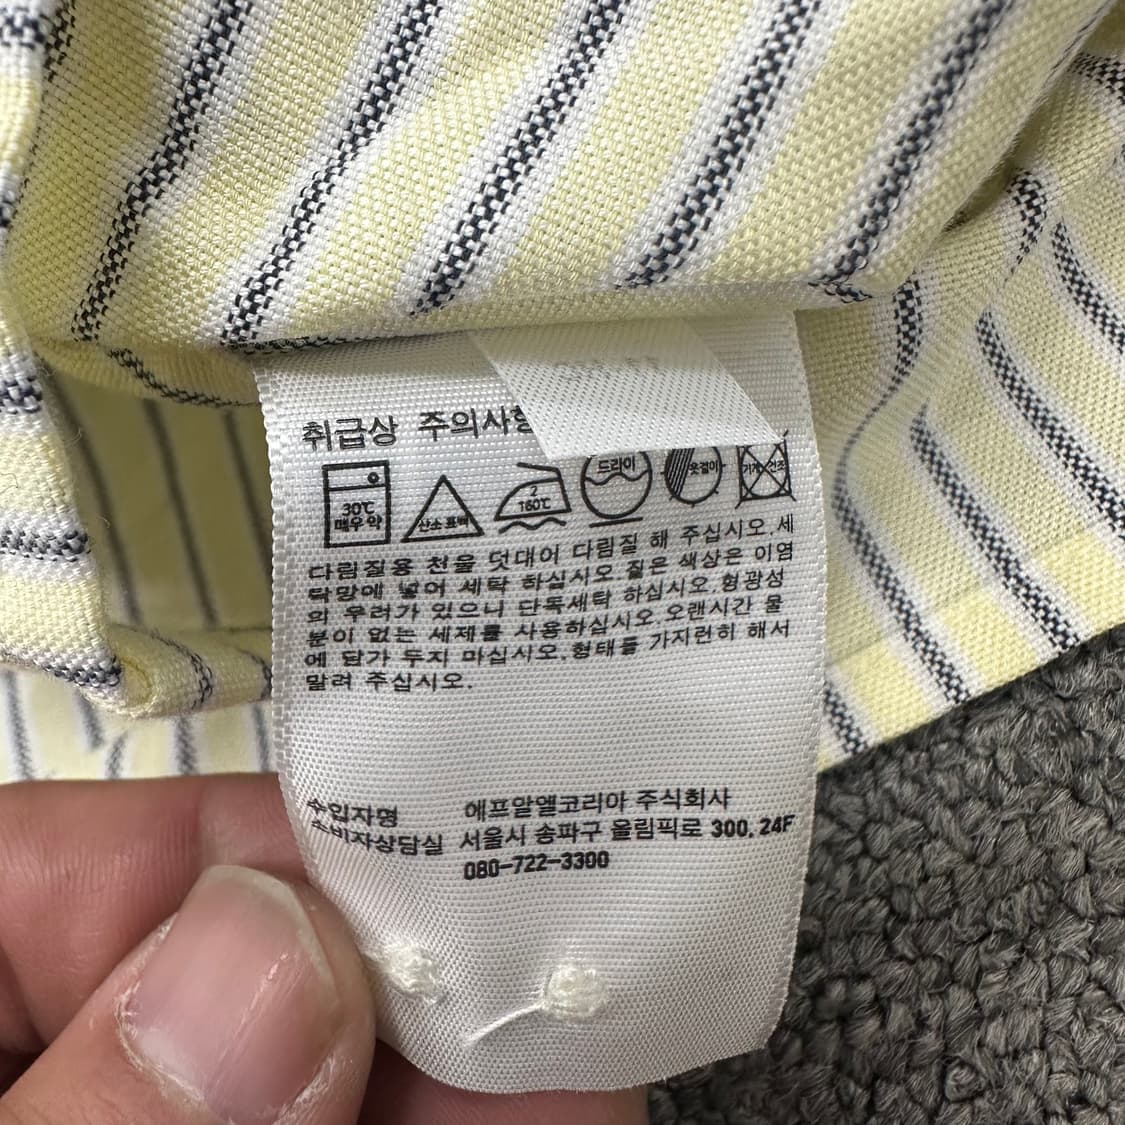 취급상 주의사항
30℃
매우 약
산소 표백
2
160℃
드라이
옷걸이
기계 건조
다림질용 천을 덧대어 다림질 해 주십시오.세
탁망에 넣어 세탁 하십시오.짙은 색상은 이염
의 우려가 있으니 단독세탁 하십시오.형광성
분이 없는 세제를 사용하십시오.오랜시간 물
에 담가 두지 마십시오.형태를 가지런히 해서
말려 주십시오.
수입자명 에프알엘코리아 주식회사
소비자상담실 서울시 송파구 올림픽로 300, 24F
080-722-3300